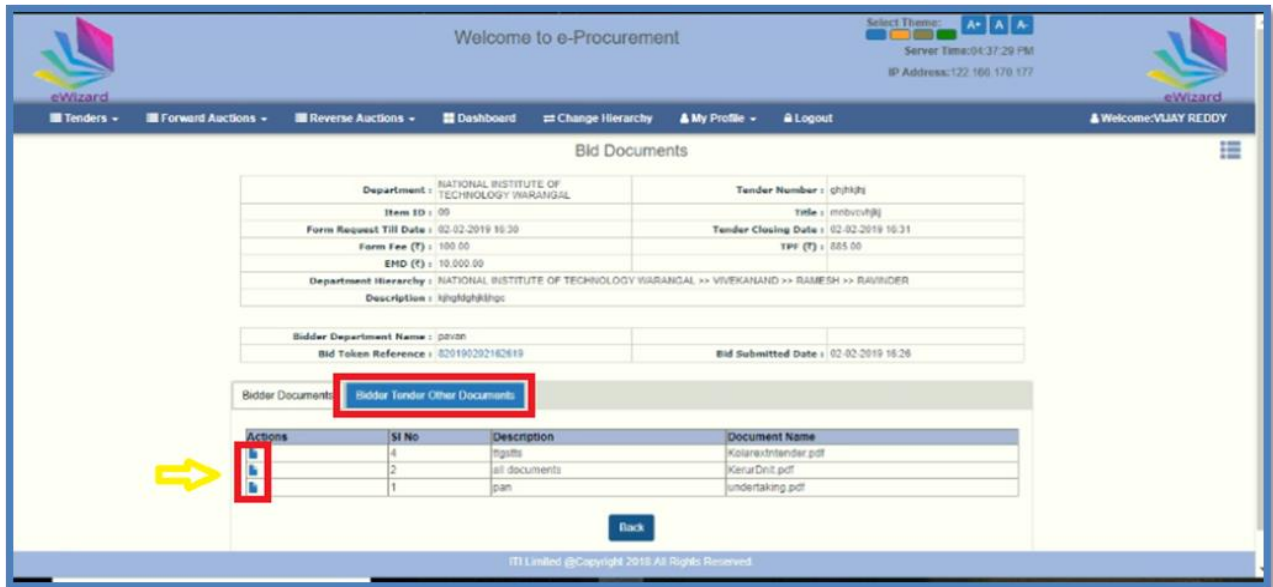 Welcome to e-Procurement
Select Theme: A+ A A-
Server Time:04:37:29 PM
IP Address:122.166.170.177
eWizard
eWizard
Tenders Forward Auctions Reverse Auctions Dashboard Change Hierarchy My Profile Logout Welcome:VIJAY REDDY
Bid Documents
Department : NATIONAL INSTITUTE OF TECHNOLOGY WARANGAL Tender Number : ghjhkjhj
Item ID : 09 Title :
Form Request Till Date : 02-02-2019 16:30 Tender Closing Date : 02-02-2019 16:31
Form Fee (₹) : 100.00 TPF (₹) : 885.00
EMD (₹) : 10,000.00
Department Hierarchy : NATIONAL INSTITUTE OF TECHNOLOGY WARANGAL >> VIVEKANAND >> RAMESH >> RAVINDER
Description :
Bidder Department Name : pavan
Bid Token Reference : 820190202162619 Bid Submitted Date : 02-02-2019 16:26
Bidder Documents Bidder Tender Other Documents
Actions Sl No Description Document Name
4 Kolarextntender.pdf
2 all documents KerurDnit.pdf
1 pan undertaking.pdf
Back
ITI Limited @Copyright 2018 All Rights Reserved.